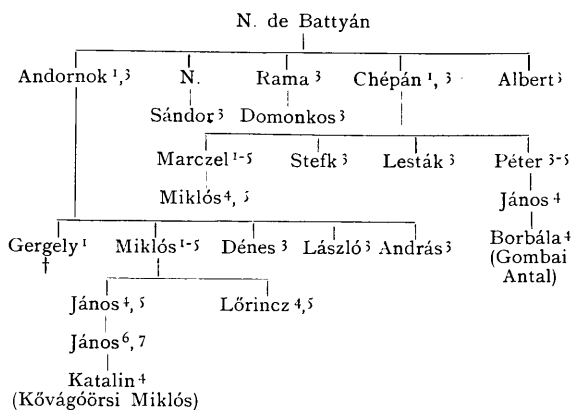 N. de Battyán
Andornok 1,3 N. Rama 3 Chépán 1, 3 Albert 3
Sándor 3 Domonkos 3
Marczel 1-5 Stefk 3 Lesták 3 Péter 3-5
Miklós 4, 5 János 4
Gergely 1 Miklós 1-5 Dénes 3 László 3 András 3 Borbála 4
† (Gombai
Antal)
János 4, 5 Lőrincz 4,5
János 6, 7
Katalin 4
(Kővágóörsi Miklós)